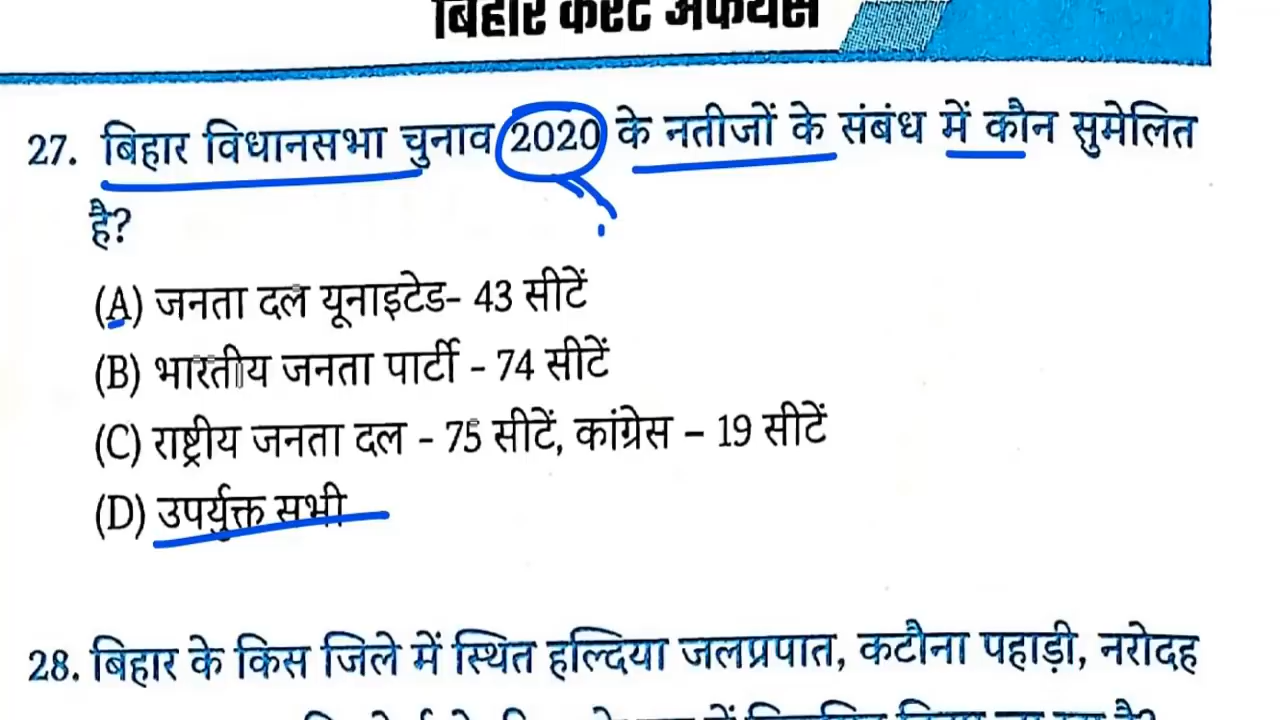 बिहार करंट अफेयर्स
27. बिहार विधानसभा चुनाव 2020 के नतीजों के संबंध में कौन सुमेलित
है?
(A) जनता दल यूनाइटेड- 43 सीटें
(B) भारतीय जनता पार्टी - 74 सीटें
(C) राष्ट्रीय जनता दल - 75 सीटें, कांग्रेस – 19 सीटें
(D) उपर्युक्त सभी
28. बिहार के किस जिले में स्थित हल्दिया जलप्रपात, कटौना पहाड़ी, नरोदह